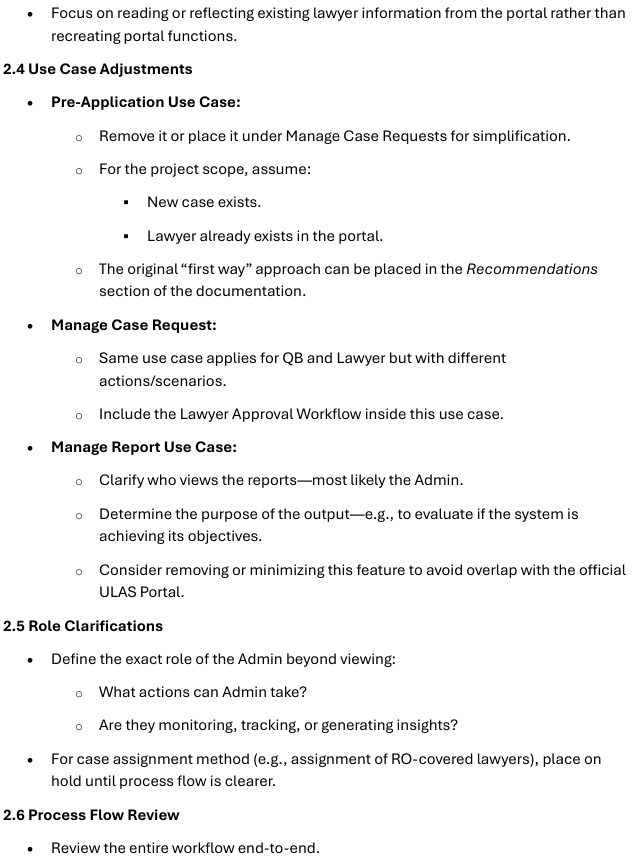 • Focus on reading or reflecting existing lawyer information from the portal rather than
recreating portal functions.
2.4 Use Case Adjustments
• Pre-Application Use Case:
o Remove it or place it under Manage Case Requests for simplification.
o For the project scope, assume:
▪ New case exists.
▪ Lawyer already exists in the portal.
o The original “first way” approach can be placed in the Recommendations
section of the documentation.
• Manage Case Request:
o Same use case applies for QB and Lawyer but with different
actions/scenarios.
o Include the Lawyer Approval Workflow inside this use case.
• Manage Report Use Case:
o Clarify who views the reports—most likely the Admin.
o Determine the purpose of the output—e.g., to evaluate if the system is
achieving its objectives.
o Consider removing or minimizing this feature to avoid overlap with the official
ULAS Portal.
2.5 Role Clarifications
• Define the exact role of the Admin beyond viewing:
o What actions can Admin take?
o Are they monitoring, tracking, or generating insights?
• For case assignment method (e.g., assignment of RO-covered lawyers), place on
hold until process flow is clearer.
2.6 Process Flow Review
• Review the entire workflow end-to-end.